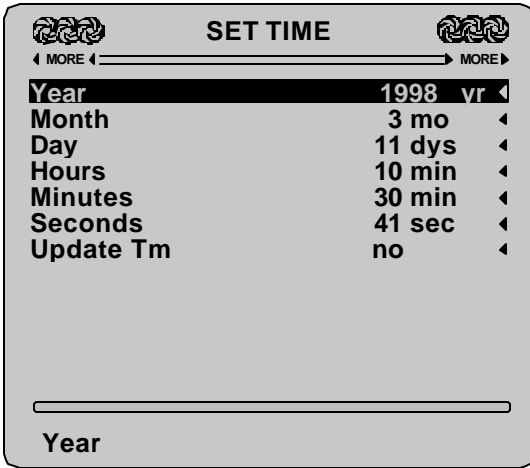 SET TIME
MORE MORE
Year 1998 yr
Month 3 mo
Day 11 dys
Hours 10 min
Minutes 30 min
Seconds 41 sec
Update Tm no
Year